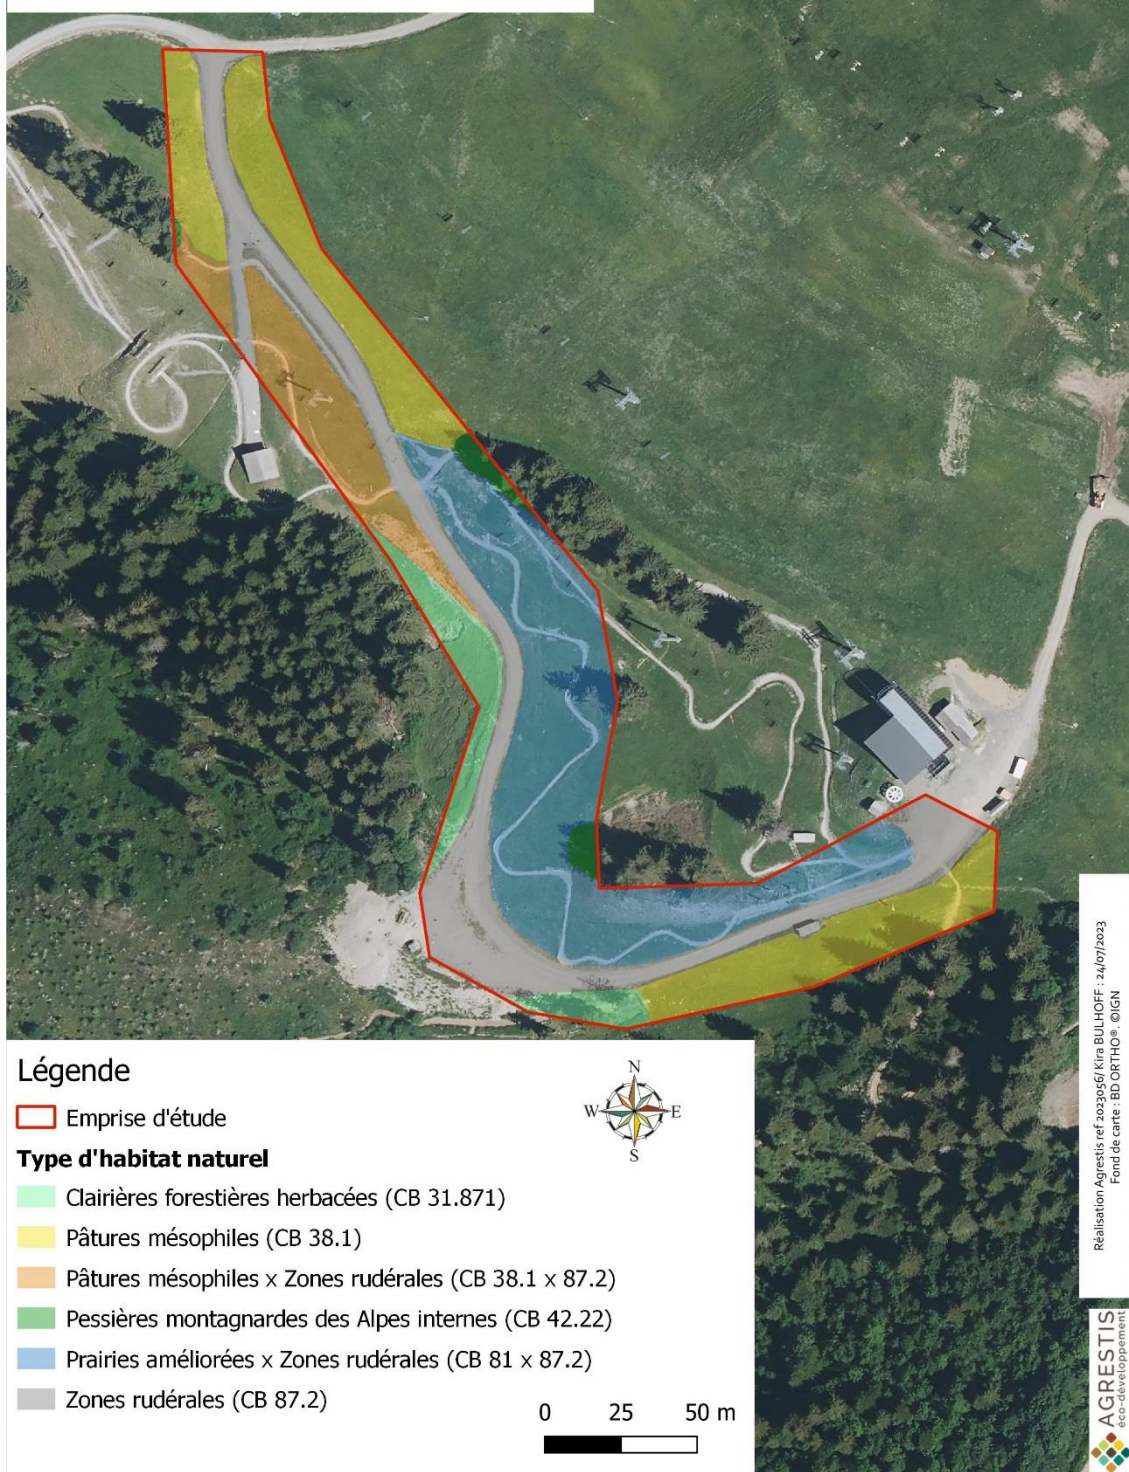 Légende
Emprise d'étude
Type d'habitat naturel
Clairières forestières herbacées (CB 31.871)
Pâtures mésophiles (CB 38.1)
Pâtures mésophiles x Zones rudérales (CB 38.1 x 87.2)
Pessières montagnardes des Alpes internes (CB 42.22)
Prairies améliorées x Zones rudérales (CB 81 x 87.2)
Zones rudérales (CB 87.2)
N
W E
S
0 25 50 m
Réalisation Agrestis ref 2023056/ Kira BULHOFF : 24/07/2023
Fond de carte : BD ORTHO®. ©IGN
AGRESTIS
éco-développement